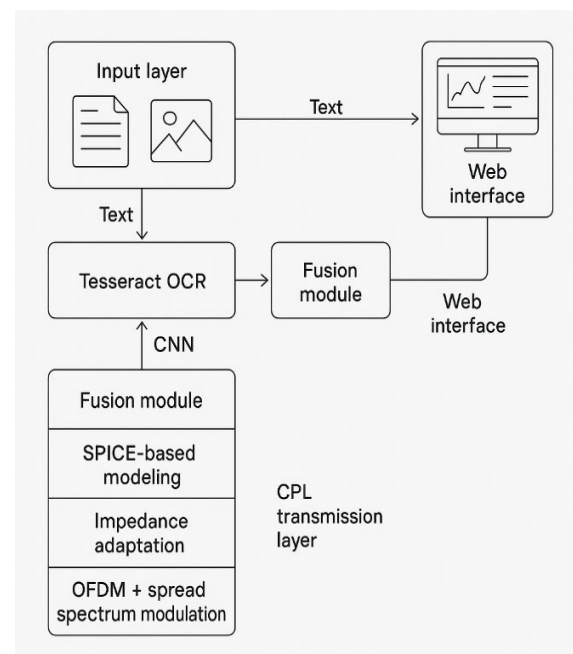 Input layer
Text
Web
interface
Text
Tesseract OCR
Fusion
module
Web
interface
CNN
Fusion module
SPICE-based
modeling
Impedance
adaptation
OFDM + spread
spectrum modulation
CPL
transmission
layer